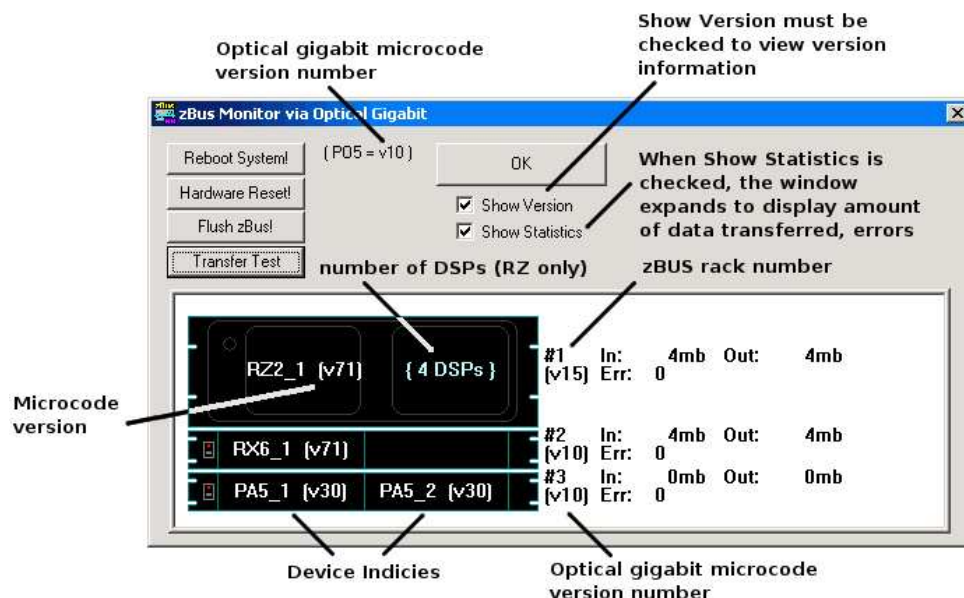 Show Version must be
checked to view version
information
Optical gigabit microcode
version number
zBus Monitor via Optical Gigabit
Reboot System!
( PO5 = v10 )
OK
When Show Statistics is
checked, the window
expands to display amount
of data transferred, errors
Hardware Reset!
Show Version
Flush zBus!
Show Statistics
Transfer Test
number of DSPs (RZ only)
zBUS rack number
RZ2_1 (v71)
{ 4 DSPs }
#1 In: 4mb Out: 4mb
(v15) Err: 0
Microcode
version
RX6_1 (v71)
#2 In: 4mb Out: 4mb
(v10) Err: 0
PA5_1 (v30) PA5_2 (v30)
#3 In: 0mb Out: 0mb
(v10) Err: 0
Device Indicies
Optical gigabit microcode
version number